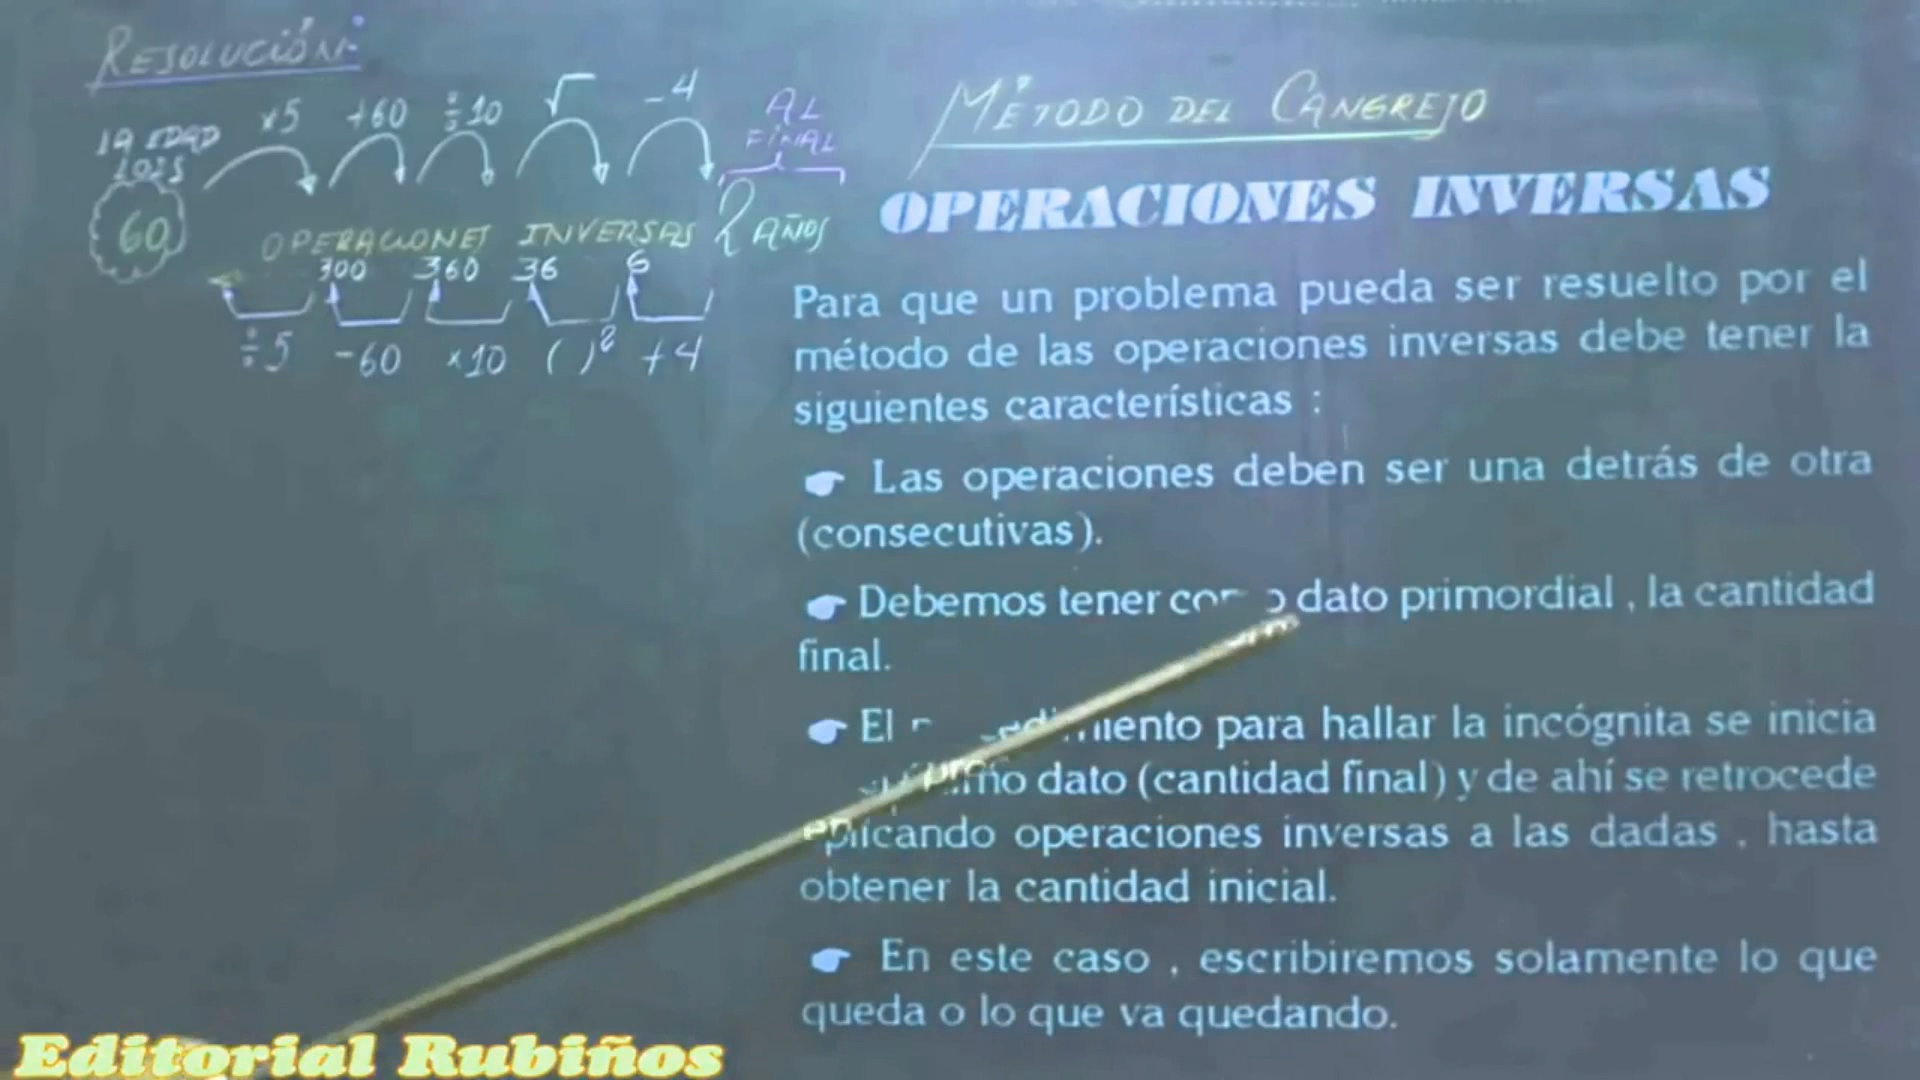 RESOLUCIÓN:
×5 +60 ÷10 √ -4
LA EDAD
LUIS
AL
FINAL
60
2 AÑOS
OPERACIONES INVERSAS
300 360 36 6
÷5 -60 ×10 ( )² +4
MÉTODO DEL CANGREJO
OPERACIONES INVERSAS
Para que un problema pueda ser resuelto por el
método de las operaciones inversas debe tener la
siguientes características :
Las operaciones deben ser una detrás de otra
(consecutivas).
Debemos tener como dato primordial , la cantidad
final.
El procedimiento para hallar la incógnita se inicia
dato (cantidad final) y de ahí se retrocede
aplicando operaciones inversas a las dadas , hasta
obtener la cantidad inicial.
En este caso , escribiremos solamente lo que
queda o lo que va quedando.
Editorial Rubiños